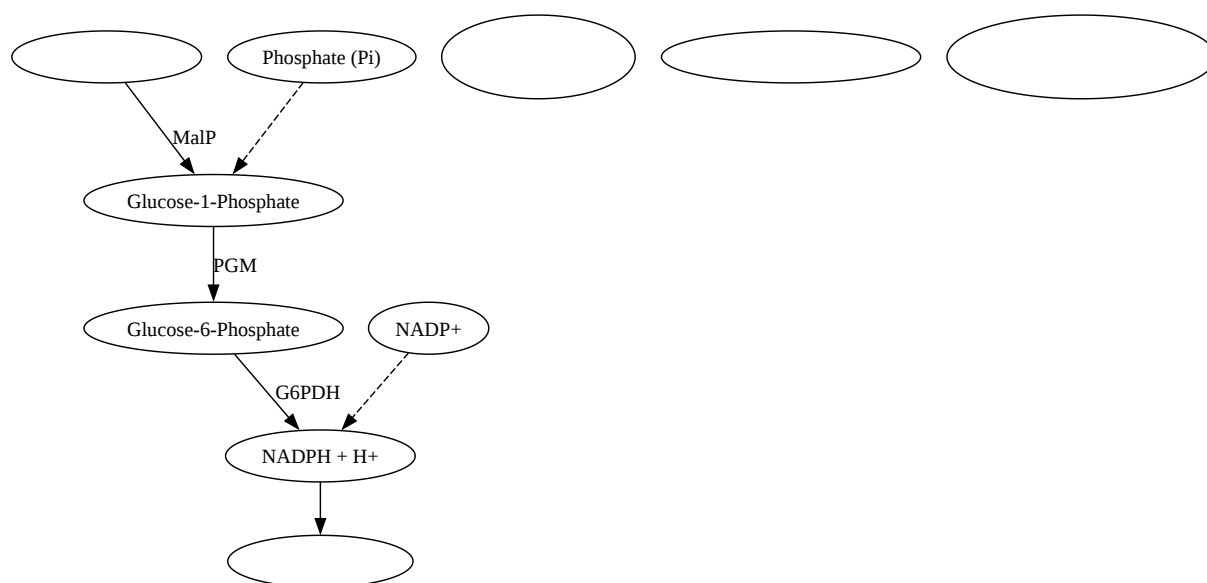 Phosphate (Pi)
MalP
Glucose-1-Phosphate
PGM
Glucose-6-Phosphate
NADP+
G6PDH
NADPH + H+